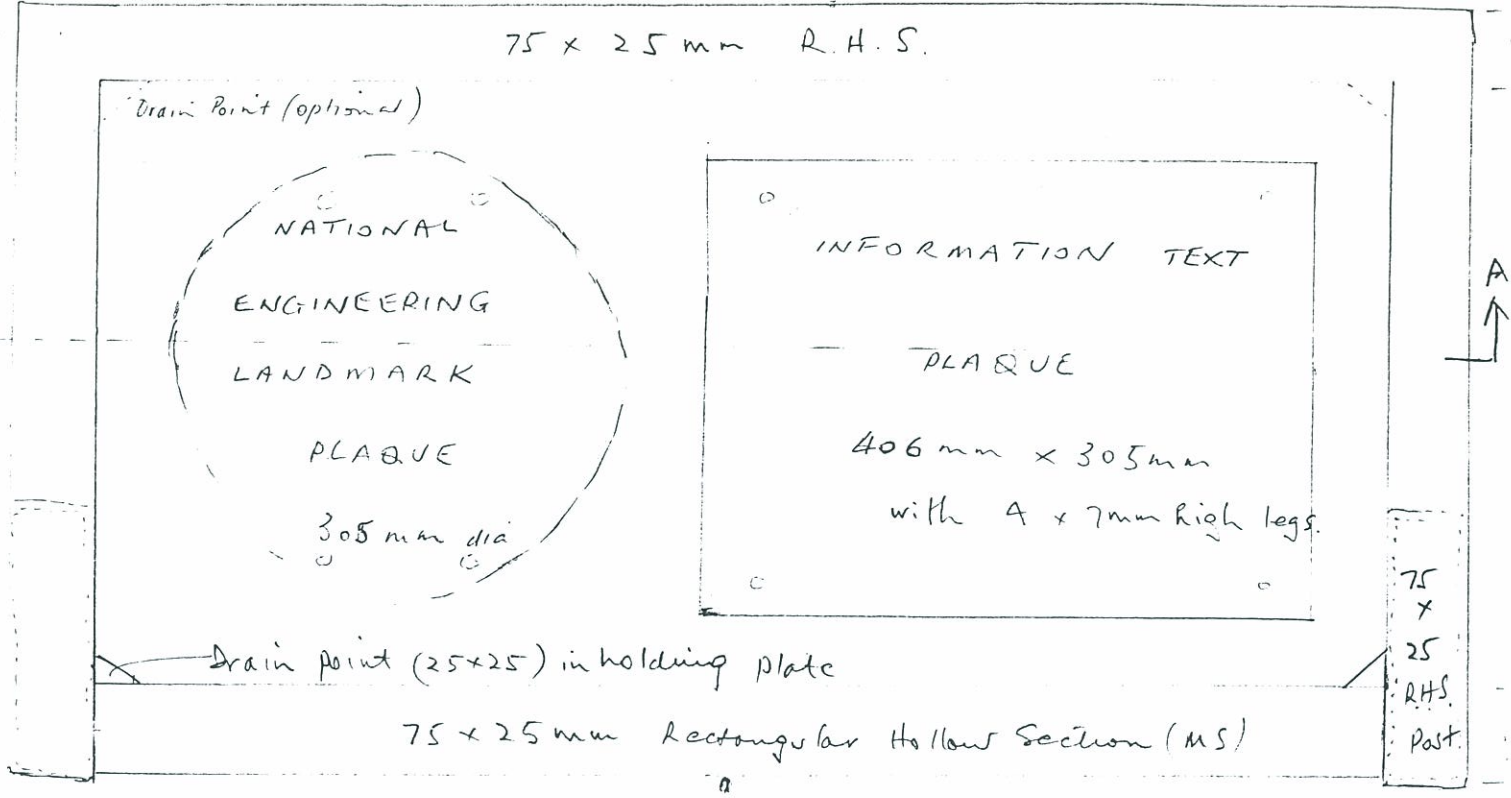 75 x 25 mm R.H.S.
Drain Point (optional)
NATIONAL
ENGINEERING
LANDMARK
PLAQUE
305 mm dia
INFORMATION TEXT
PLAQUE
406 mm x 305mm
with 4 x 7mm high legs.
A
75
x
25
RHS.
Post.
Drain point (25x25) in holding plate
75 x 25 mm Rectangular Hollow Section (MS)